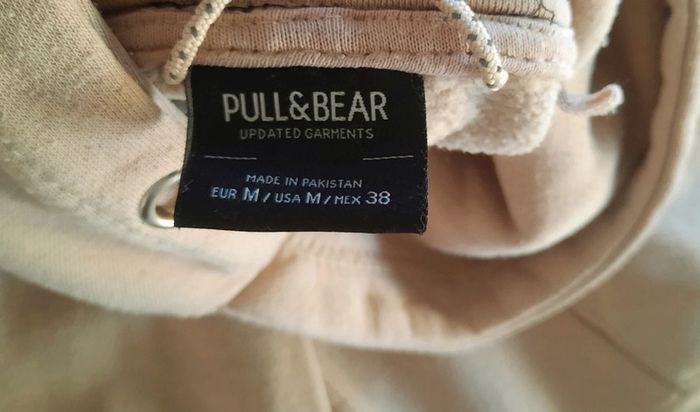 PULL&BEAR
UPDATED GARMENTS
MADE IN PAKISTAN
EUR M / USA M / MEX 38